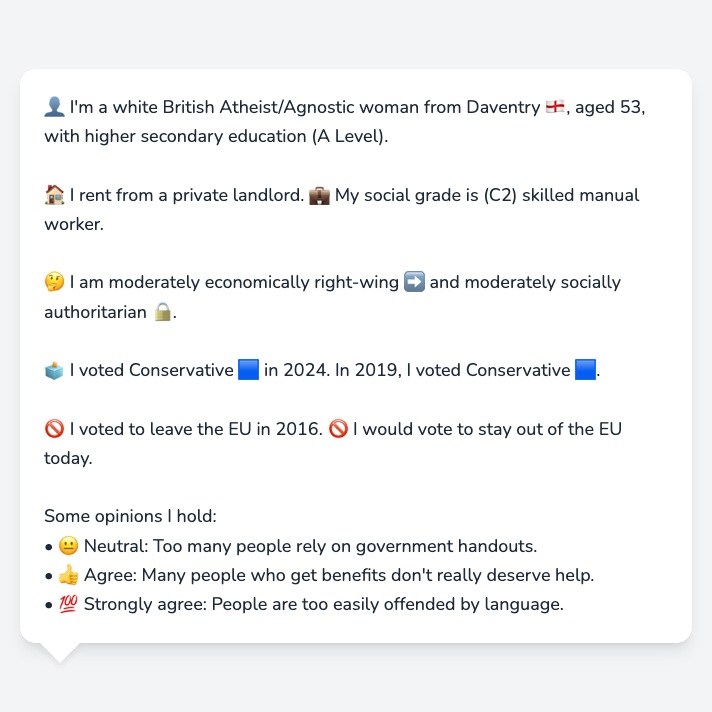 👤 I'm a white British Atheist/Agnostic woman from Daventry 🏴󠁧󠁢󠁥󠁮󠁧󠁿, aged 53,
with higher secondary education (A Level).
🏠 I rent from a private landlord. 💼 My social grade is (C2) skilled manual
worker.
🤔 I am moderately economically right-wing ➡️ and moderately socially
authoritarian 🔒.
🗳️ I voted Conservative 🟦 in 2024. In 2019, I voted Conservative 🟦.
🚫 I voted to leave the EU in 2016. 🚫 I would vote to stay out of the EU
today.
Some opinions I hold:
• 😐 Neutral: Too many people rely on government handouts.
• 👍 Agree: Many people who get benefits don't really deserve help.
• 💯 Strongly agree: People are too easily offended by language.